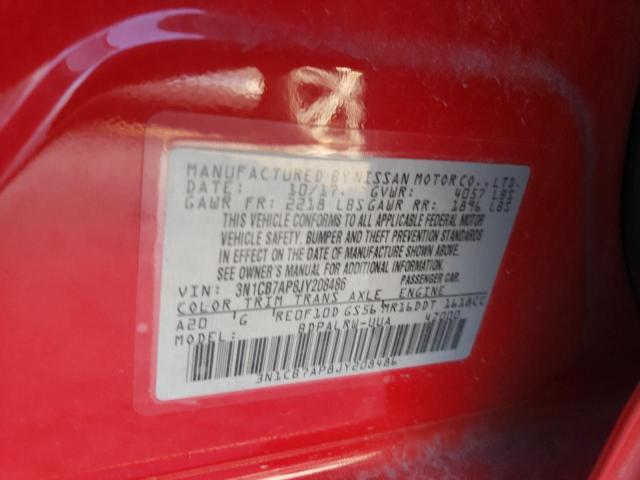 MANUFACTURED BY NISSAN MOTOR CO., LTD.
DATE: 10/17 GVWR: 4057 LBS
GAWR FR: 2218 LBS GAWR RR: 1896 LBS
THIS VEHICLE CONFORMS TO ALL APPLICABLE FEDERAL MOTOR
VEHICLE SAFETY, BUMPER AND THEFT PREVENTION STANDARDS
IN EFFECT ON THE DATE OF MANUFACTURE SHOWN ABOVE.
SEE OWNER'S MANUAL FOR ADDITIONAL INFORMATION
VIN: 3N1CB7AP8JY208486 PASSENGER CAR
COLOR TRIM TRANS AXLE ENGINE
A20 G RE0F10D GS56 MR16DDT 1618CC
MODEL: BDPALRW-UUA 47000
3N1CB7AP8JY208486